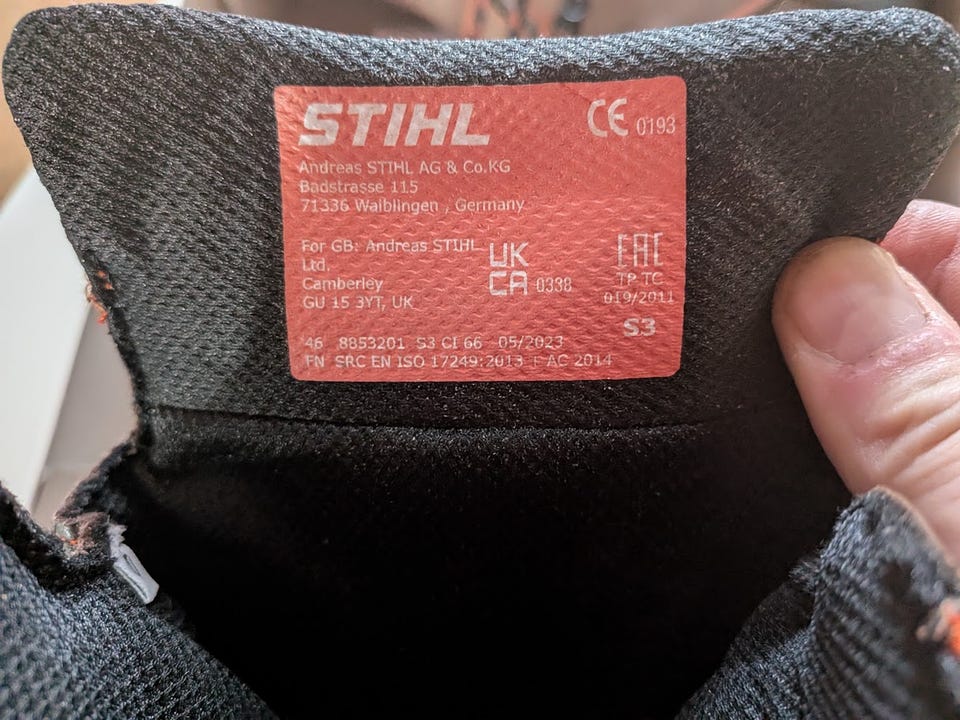 STIHL
CE 0193
Andreas STIHL AG & Co.KG
Badstrasse 115
71336 Waiblingen , Germany
For GB: Andreas STIHL
Ltd.
Camberley
GU 15 3YT, UK
UK
CA 0338
EAC
TP TC
019/2011
S3
46 8853201 S3 CI 66 05/2023
FN SRC EN ISO 17249:2013 + AC 2014